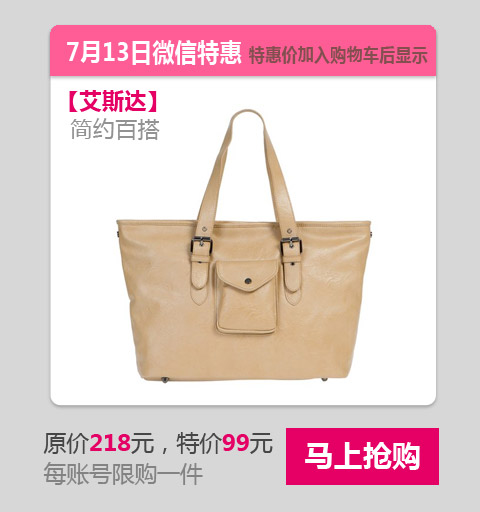 7月13日微信特惠 特惠价加入购物车后显示
【艾斯达】
简约百搭
原价218元，特价99元
每账号限购一件
马上抢购